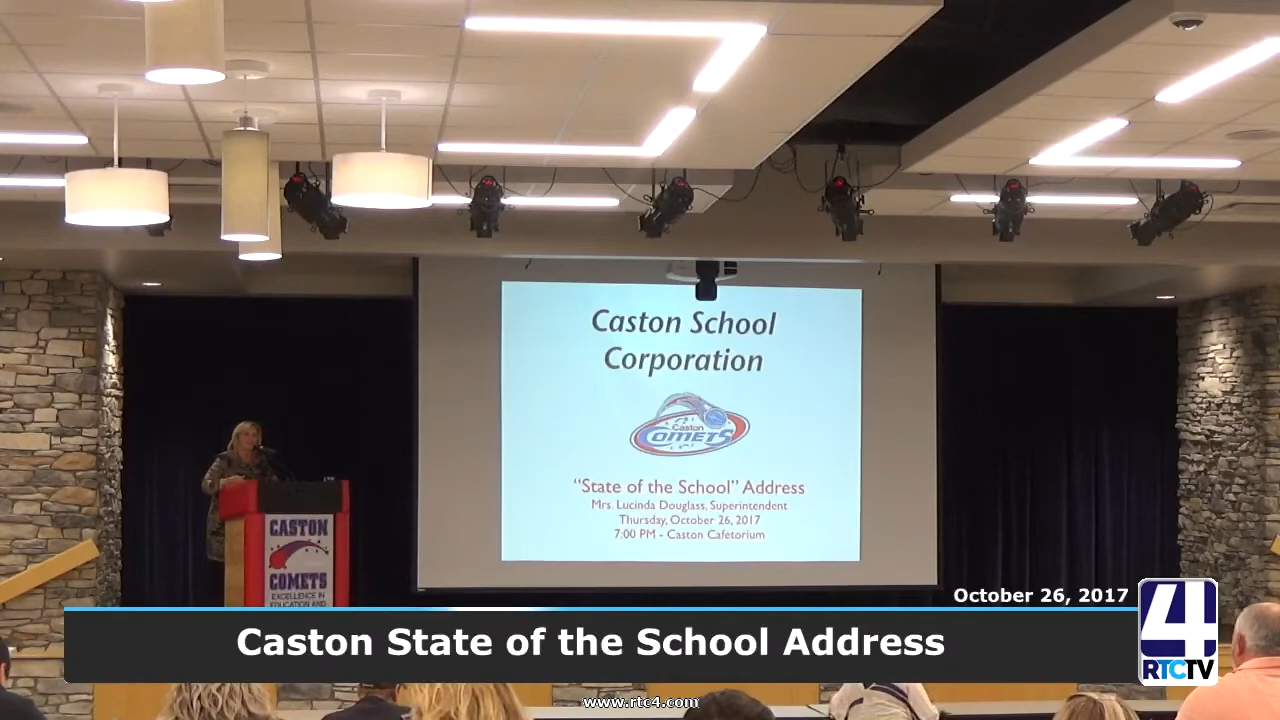 Caston School
Corporation
Caston
COMETS
“State of the School” Address
Mrs. Lucinda Douglass, Superintendent
Thursday, October 26, 2017
7:00 PM - Caston Cafetorium
CASTON
COMETS
EXCELLENCE IN
EDUCATION AND
October 26, 2017
Caston State of the School Address
4
RTCTV
www.rtc4.com